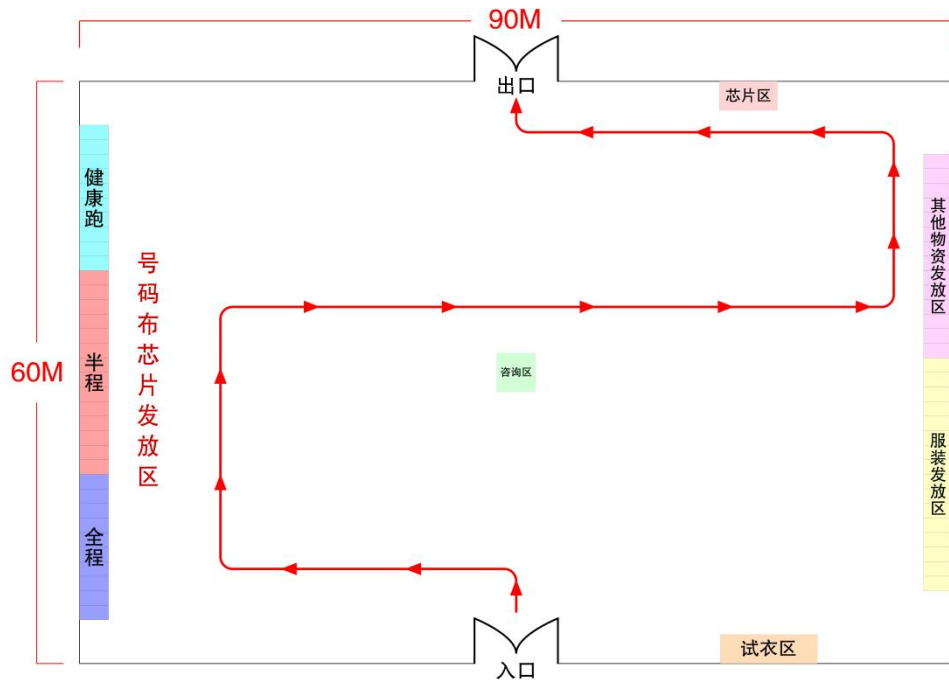 90M
出口
芯片区
60M
健康跑
半程
全程
号码布芯片发放区
咨询区
其他物资发放区
服装发放区
入口
试衣区